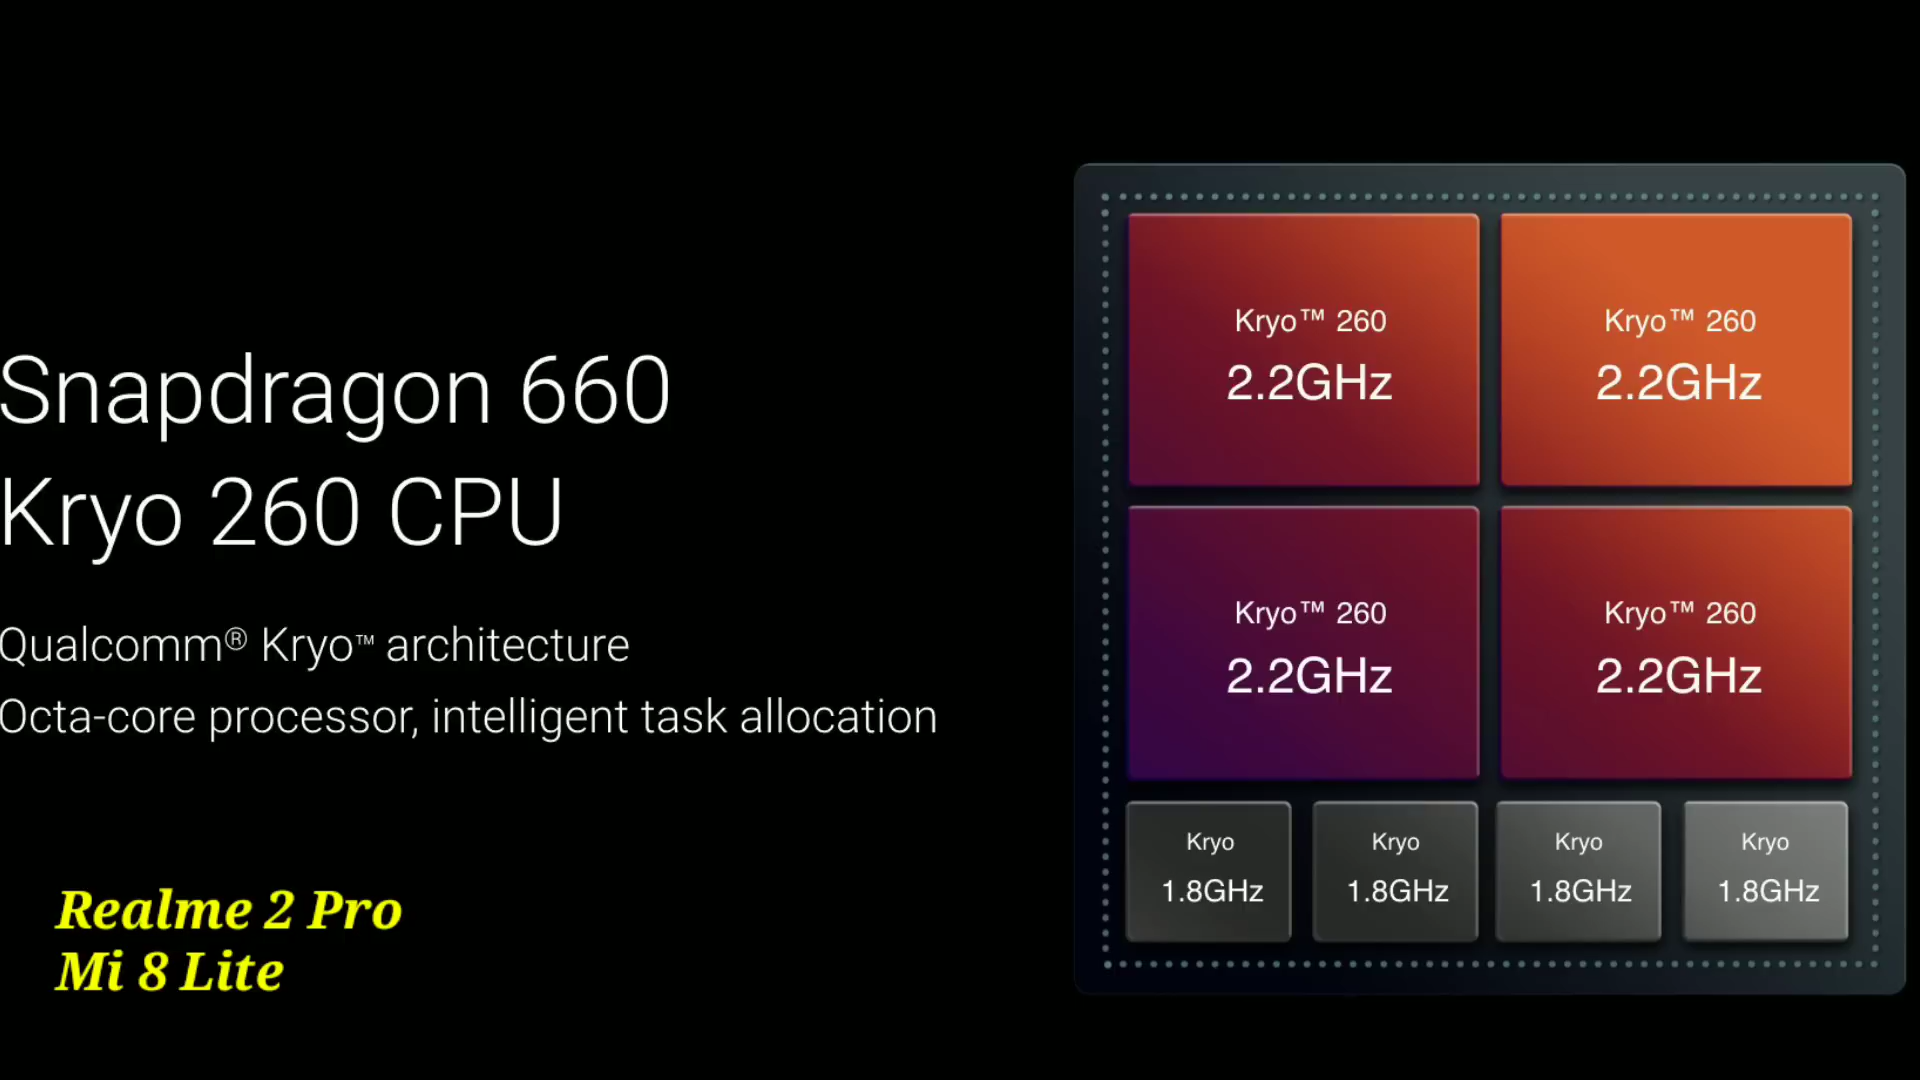 Snapdragon 660
Kryo 260 CPU
Qualcomm® Kryo™ architecture
Octa-core processor, intelligent task allocation
Realme 2 Pro
Mi 8 Lite
Kryo™ 260
2.2GHz
Kryo™ 260
2.2GHz
Kryo™ 260
2.2GHz
Kryo™ 260
2.2GHz
Kryo
1.8GHz
Kryo
1.8GHz
Kryo
1.8GHz
Kryo
1.8GHz